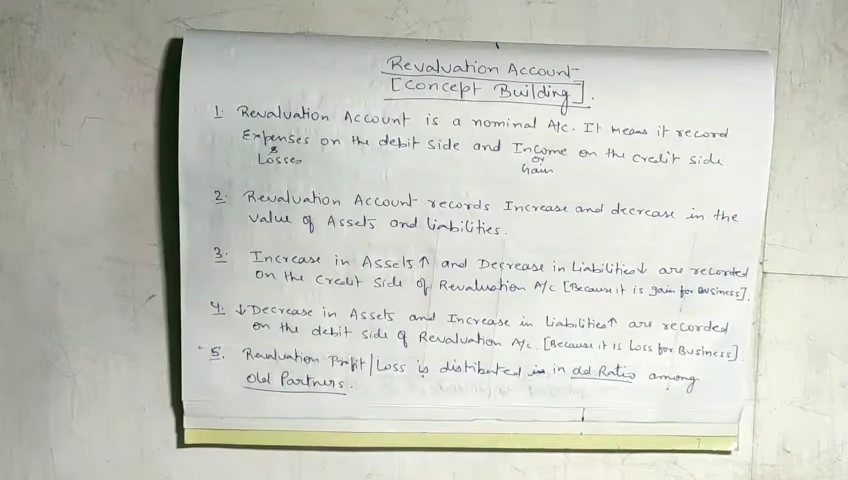 Revaluation Account
[Concept Building].
1. Revaluation Account is a nominal A/c. It Means it record
Expenses on the debit side and Income on the credit side
& Losses or Gain
2. Revaluation Account records Increase and decrease in the
value of Assets and liabilities.
3. Increase in Assets ↑ and Decrease in Liabilities ↓ are recorded
on the Credit Side of Revaluation A/c [Because it is gain for Business].
4. ↓ Decrease in Assets and Increase in Liabilities ↑ are recorded
on the debit side of Revaluation A/c. [Because it is Loss for Business]
5. Revaluation Profit/Loss is distributed in old Ratio among
Old Partners.